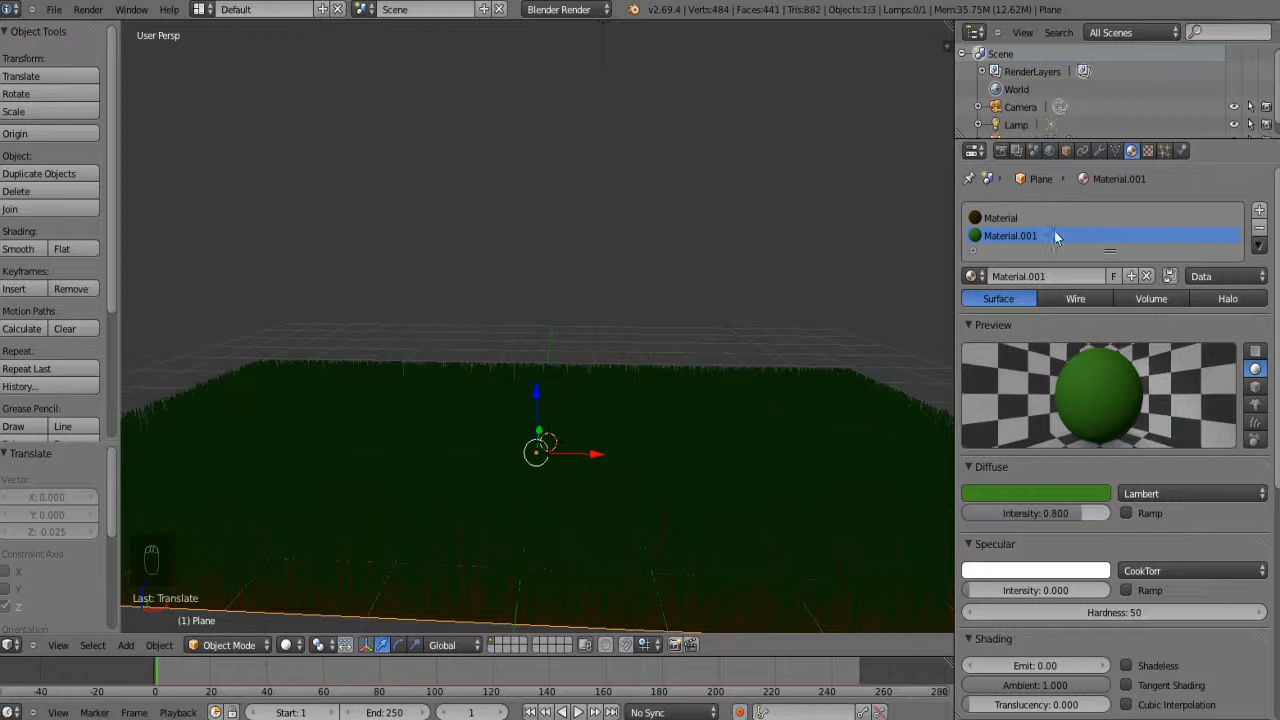 File Render Window Help Default Scene Blender Render v2.69.4 | Verts:484 | Faces:441 | Tris:882 | Objects:1/3 | Lamps:0/1 | Mem:35.75M (12.62M) | Plane
Object Tools
Transform:
Translate
Rotate
Scale
Origin
Object:
Duplicate Objects
Delete
Join
Shading:
Smooth Flat
Keyframes:
Insert Remove
Motion Paths:
Calculate Clear
Repeat:
Repeat Last
History...
Grease Pencil:
Draw Line
Translate
Vector
X: 0.000
Y: 0.000
Z: -0.025
Constraint Axis
X
Y
Z
Orientation
User Persp
Last: Translate
(1) Plane
View Select Add Object Object Mode Global
-40 -20 0 20 40 60 80 100 120 140 160 180 200 220 240 260 280
View Marker Frame Playback Start: 1 End: 250 1 No Sync
View Search All Scenes
Scene
RenderLayers
World
Camera
Lamp
Plane Material.001
Material
Material.001
Material.001 F Data
Surface Wire Volume Halo
Preview
Diffuse
Lambert
Intensity: 0.800 Ramp
Specular
CookTorr
Intensity: 0.000 Ramp
Hardness: 50
Shading
Emit: 0.00 Shadeless
Ambient: 1.000 Tangent Shading
Translucency: 0.000 Cubic Interpolation